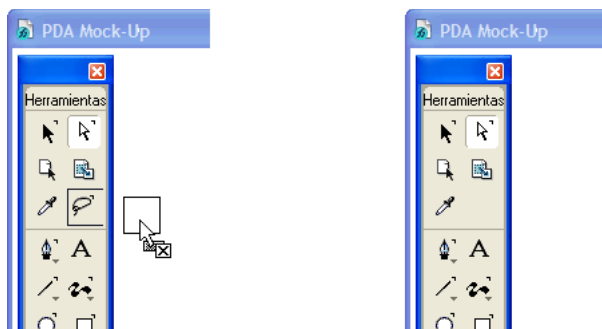 PDA Mock-Up
PDA Mock-Up
Herramientas
Herramientas
A
A